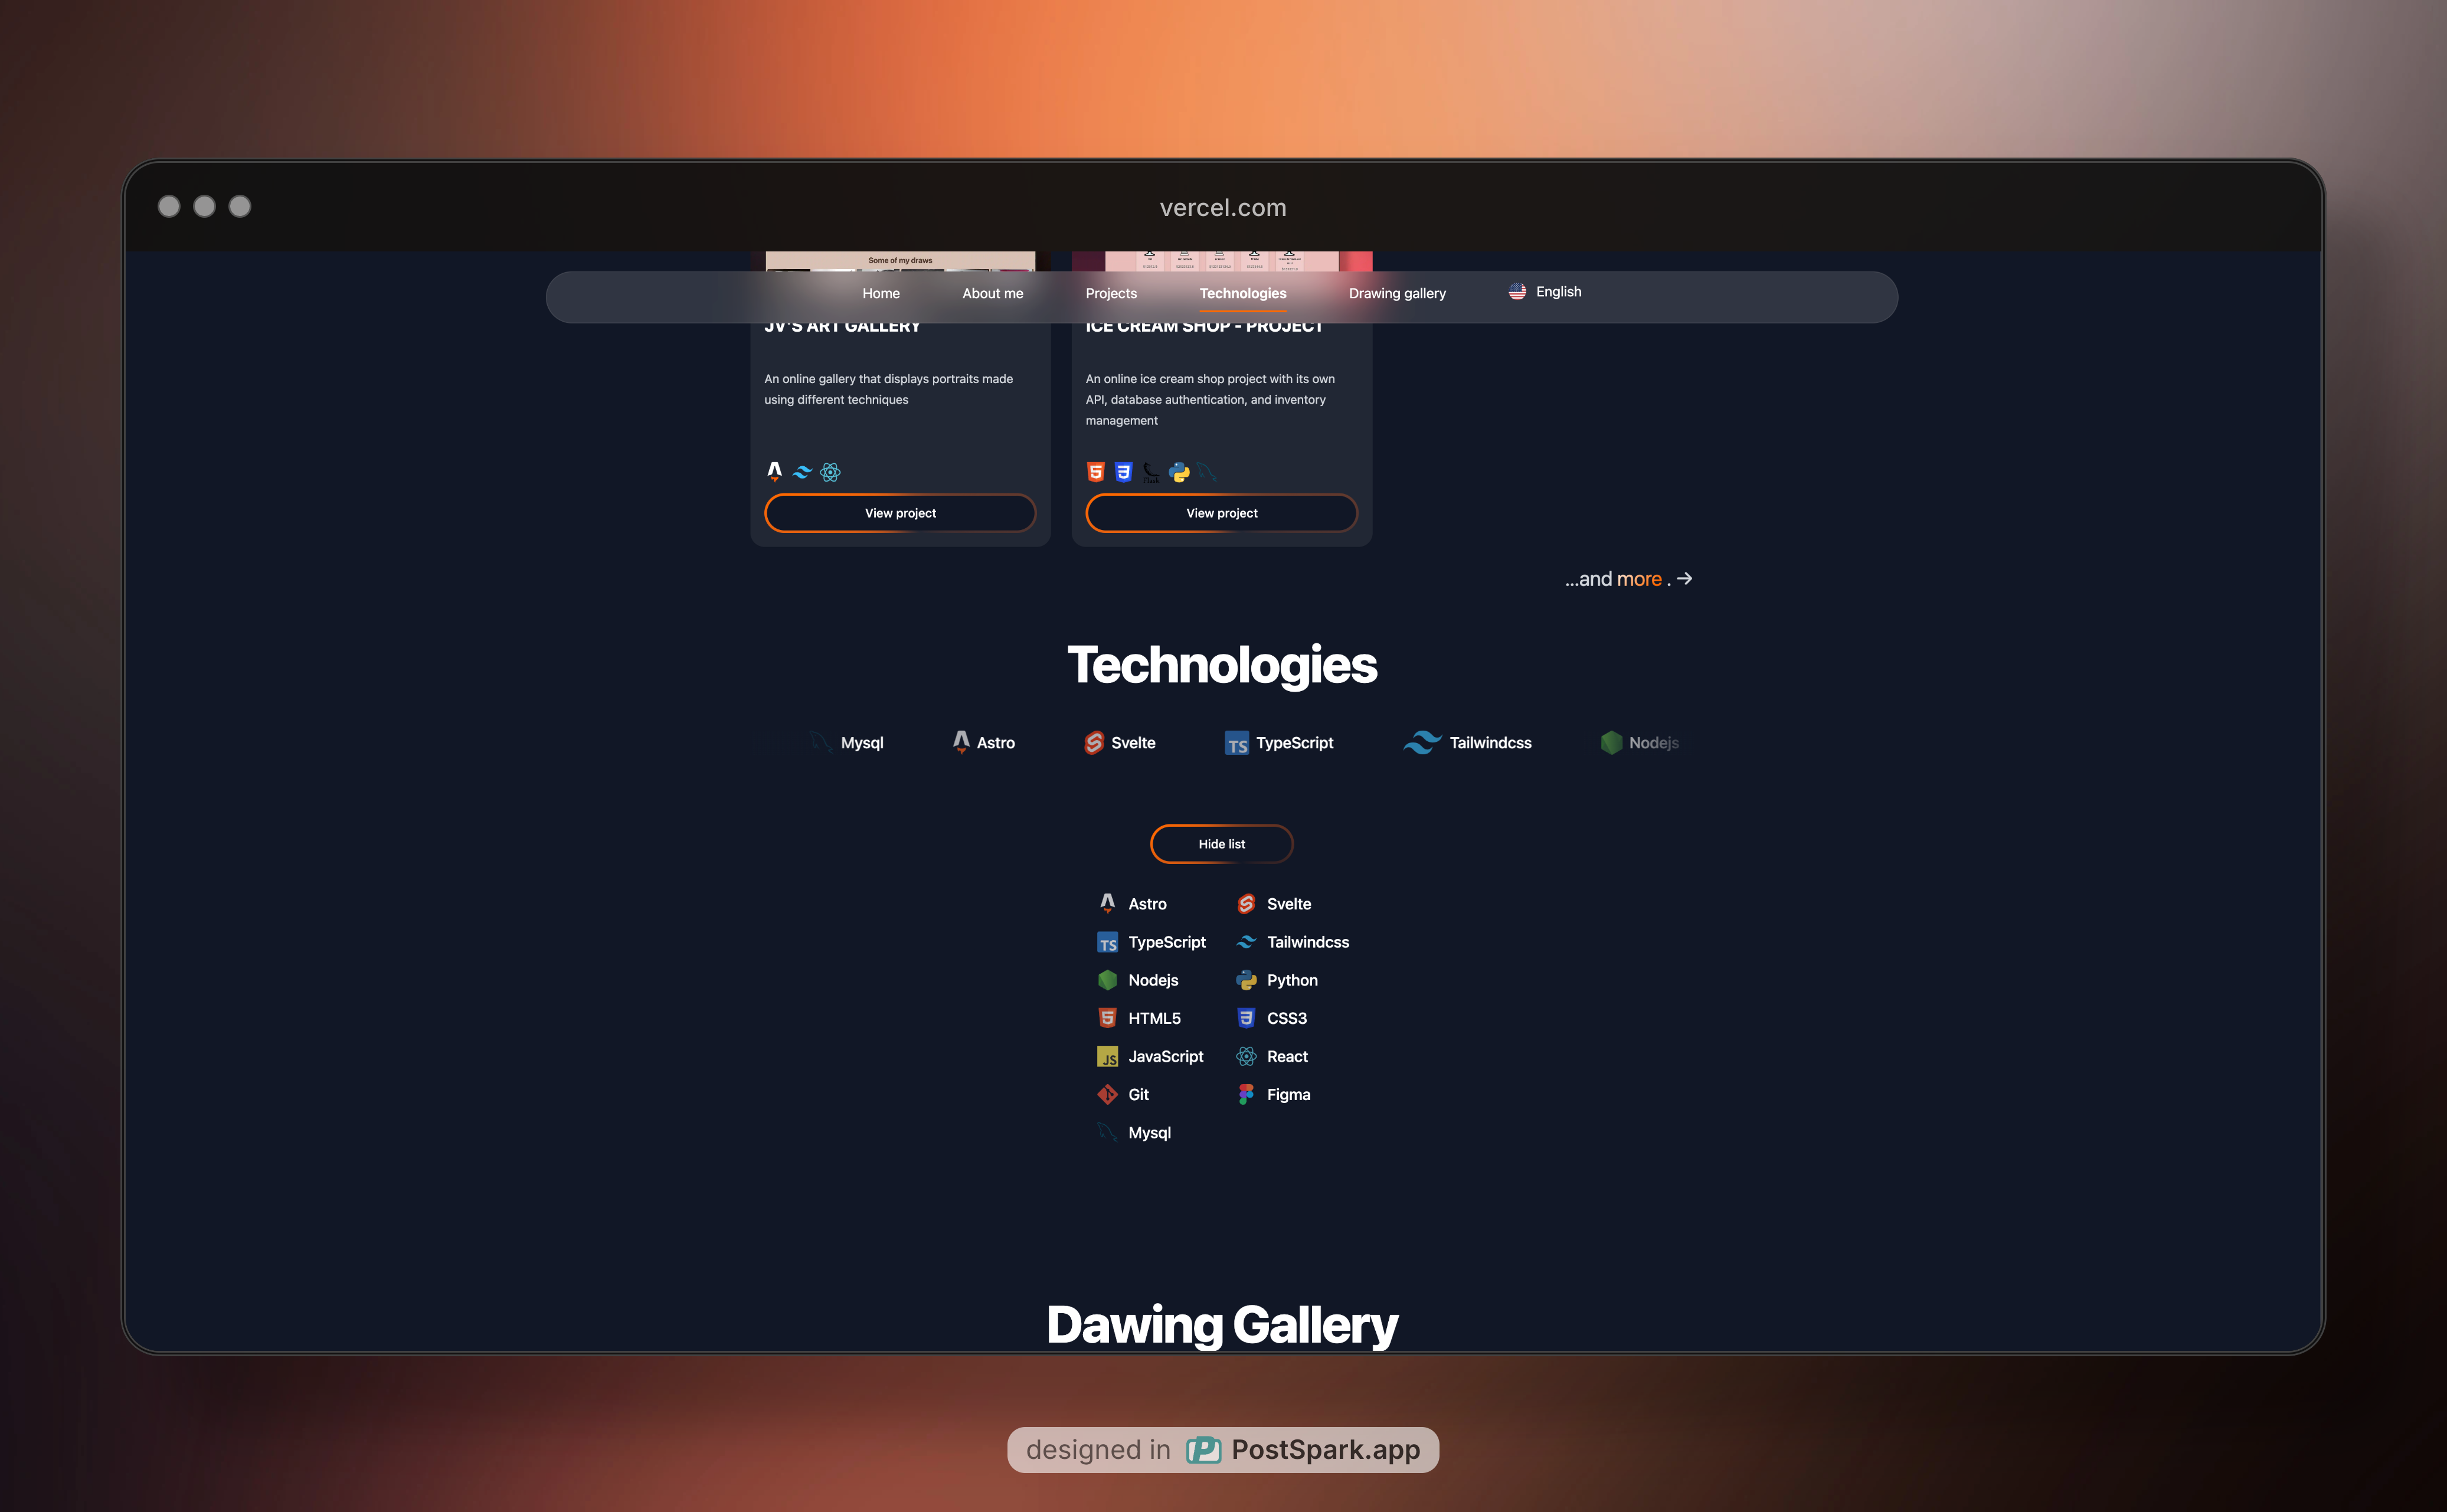 vercel.com
Some of my draws
Home About me Projects Technologies Drawing gallery English
JV'S ART GALLERY
An online gallery that displays portraits made
using different techniques
View project
ICE CREAM SHOP - PROJECT
An online ice cream shop project with its own
API, database authentication, and inventory
management
Flask
View project
...and more . →
Technologies
Mysql Astro Svelte TS TypeScript Tailwindcss Nodejs
Hide list
Astro Svelte
TS TypeScript Tailwindcss
Nodejs Python
HTML5 CSS3
JS JavaScript React
Git Figma
Mysql
Dawing Gallery
designed in PostSpark.app